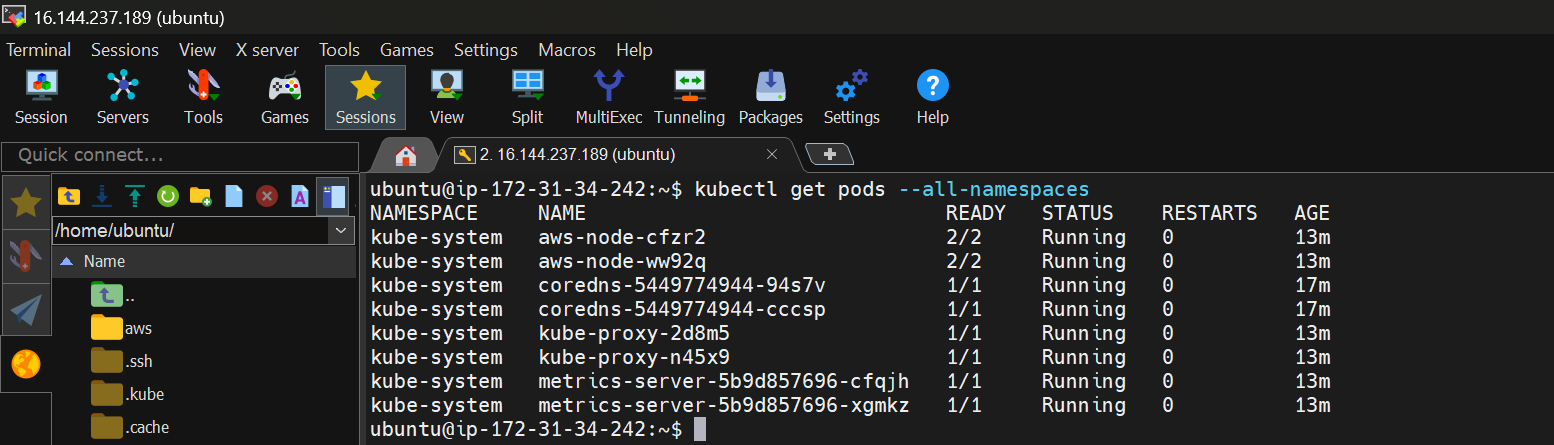 16.144.237.189 (ubuntu)
Terminal Sessions View X server Tools Games Settings Macros Help
Session Servers Tools Games Sessions View Split MultiExec Tunneling Packages Settings Help
Quick connect...
2. 16.144.237.189 (ubuntu)
/home/ubuntu/
Name
..
aws
.ssh
.kube
.cache
ubuntu@ip-172-31-34-242:~$ kubectl get pods --all-namespaces
NAMESPACE NAME READY STATUS RESTARTS AGE
kube-system aws-node-cfzr2 2/2 Running 0 13m
kube-system aws-node-ww92q 2/2 Running 0 13m
kube-system coredns-5449774944-94s7v 1/1 Running 0 17m
kube-system coredns-5449774944-cccsp 1/1 Running 0 17m
kube-system kube-proxy-2d8m5 1/1 Running 0 13m
kube-system kube-proxy-n45x9 1/1 Running 0 13m
kube-system metrics-server-5b9d857696-cfqjh 1/1 Running 0 13m
kube-system metrics-server-5b9d857696-xgmkz 1/1 Running 0 13m
ubuntu@ip-172-31-34-242:~$